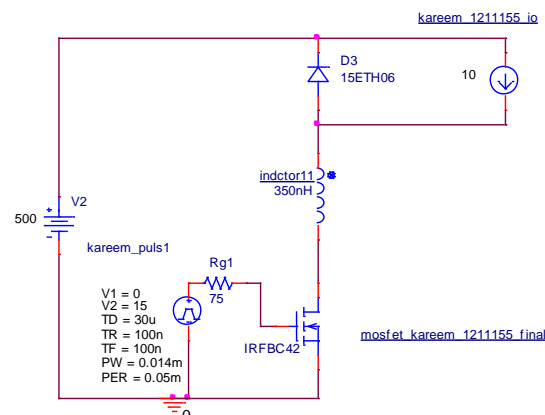 kareem_1211155_io
D3
15ETH06
10
indctor11
350nH
V2
500
kareem_puls1
Rg1
75
V1 = 0
V2 = 15
TD = 30u
TR = 100n
TF = 100n
PW = 0.014m
PER = 0.05m
IRFBC42
mosfet_kareem_1211155_final
0